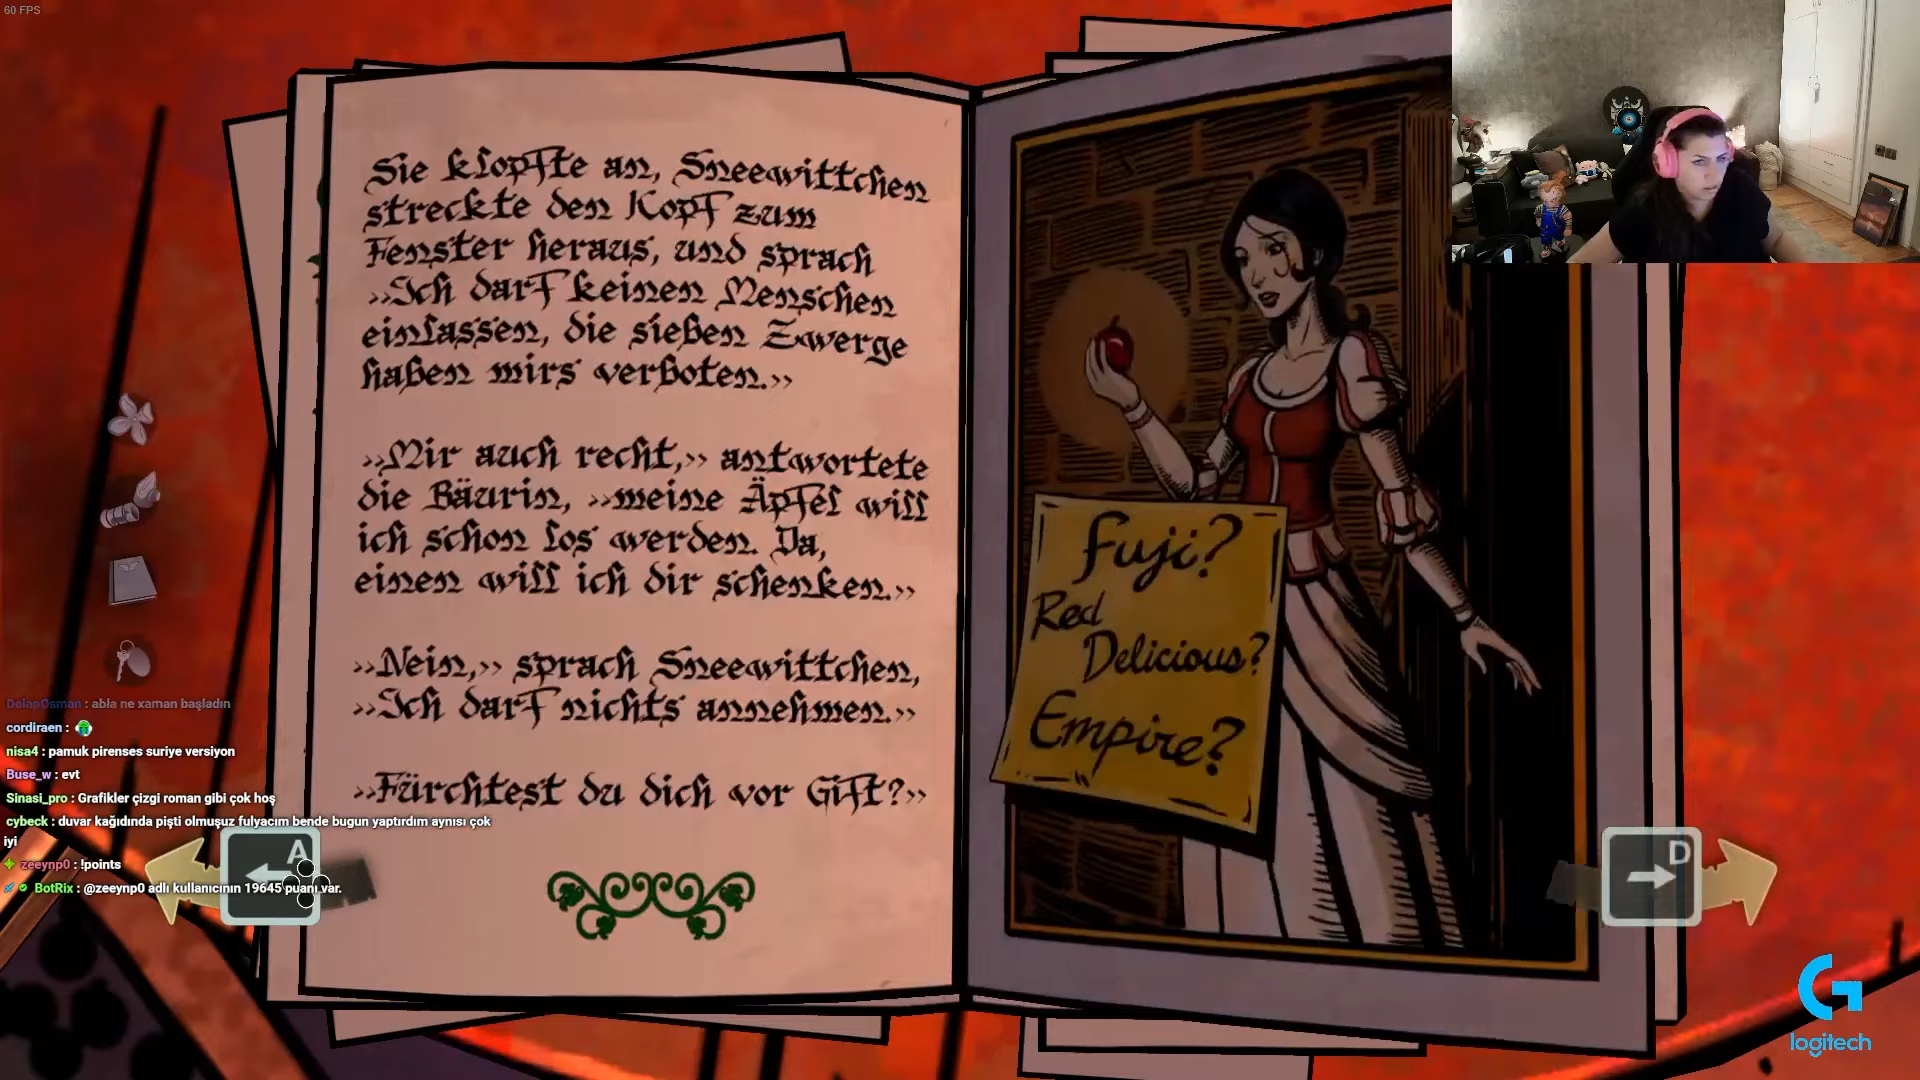 60 FPS
Sie klopfte an, Sneewittchen
streckte den Kopf zum
Fenster heraus, und sprach
»Ich darf keinen Menschen
einlassen, die sieben Zwerge
haben mirs verboten.»
»Mir auch recht,» antwortete
die Bäurin, »meine Äpfel will
ich schon los werden. Da,
einen will ich dir schenken.»
»Nein,» sprach Sneewittchen,
»Ich darf nichts annehmen.»
»Fürchtest du dich vor Gift?»
Fuji?
Red
Delicious?
Empire?
DolapOsman : abla ne xaman başladın
cordiraen :
nisa4 : pamuk pirenses suriye versiyon
Buse_w : evt
Sinasi_pro : Grafikler çizgi roman gibi çok hoş
cybeck : duvar kağıdında pişti olmuşuz fulyacım bende bugun yaptırdım aynısı çok
iyi
zeeynp0 : !points
BotRix : @zeeynp0 adlı kullanıcının 19645 puanı var.
A
D
logitech